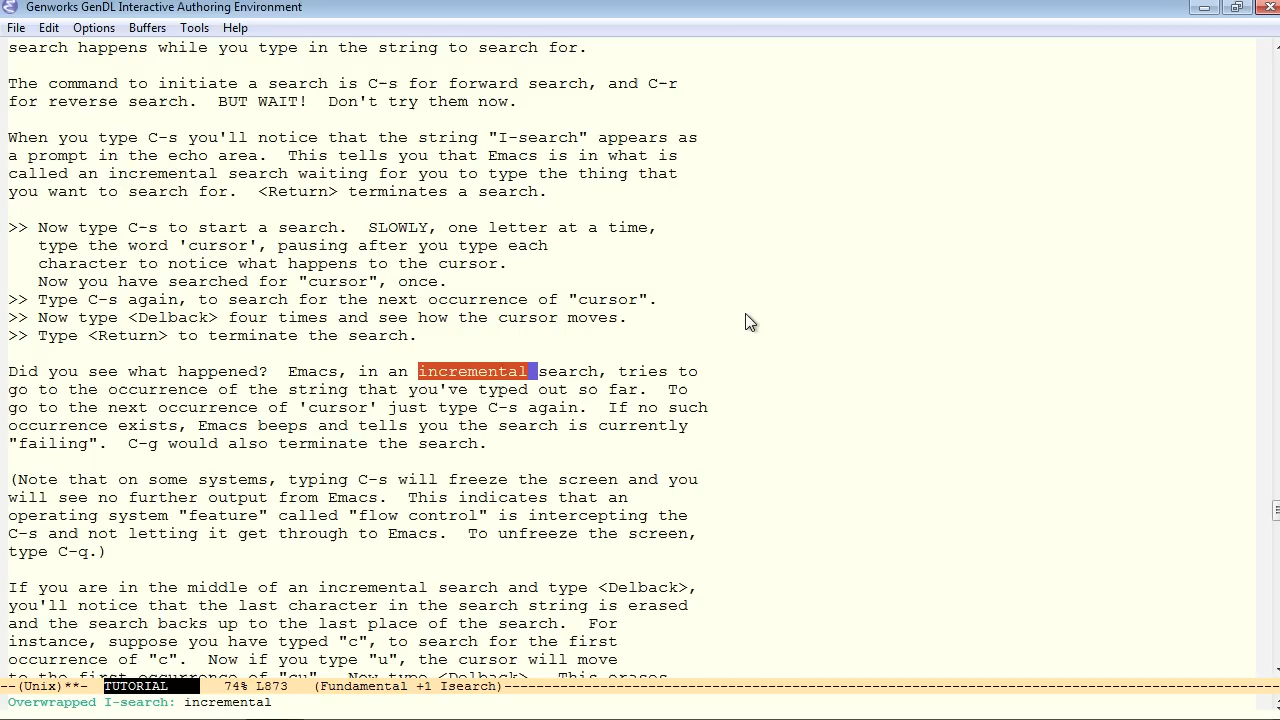 Genworks GenDL Interactive Authoring Environment
File Edit Options Buffers Tools Help
search happens while you type in the string to search for.
The command to initiate a search is C-s for forward search, and C-r
for reverse search.  BUT WAIT!  Don't try them now.
When you type C-s you'll notice that the string "I-search" appears as
a prompt in the echo area.  This tells you that Emacs is in what is
called an incremental search waiting for you to type the thing that
you want to search for.  <Return> terminates a search.
>> Now type C-s to start a search.  SLOWLY, one letter at a time,
type the word 'cursor', pausing after you type each
character to notice what happens to the cursor.
Now you have searched for "cursor", once.
>> Type C-s again, to search for the next occurrence of "cursor".
>> Now type <Delback> four times and see how the cursor moves.
>> Type <Return> to terminate the search.
Did you see what happened?  Emacs, in an incremental search, tries to
go to the occurrence of the string that you've typed out so far.  To
go to the next occurrence of 'cursor' just type C-s again.  If no such
occurrence exists, Emacs beeps and tells you the search is currently
"failing".  C-g would also terminate the search.
(Note that on some systems, typing C-s will freeze the screen and you
will see no further output from Emacs.  This indicates that an
operating system "feature" called "flow control" is intercepting the
C-s and not letting it get through to Emacs.  To unfreeze the screen,
type C-q.)
If you are in the middle of an incremental search and type <Delback>,
you'll notice that the last character in the search string is erased
and the search backs up to the last place of the search.  For
instance, suppose you have typed "c", to search for the first
occurrence of "c".  Now if you type "u", the cursor will move
to the first occurrence of "cu".  Now type <Delback>.  This erases
--(Unix)**-  TUTORIAL  74% L873  (Fundamental +1 Isearch)
Overwrapped I-search: incremental